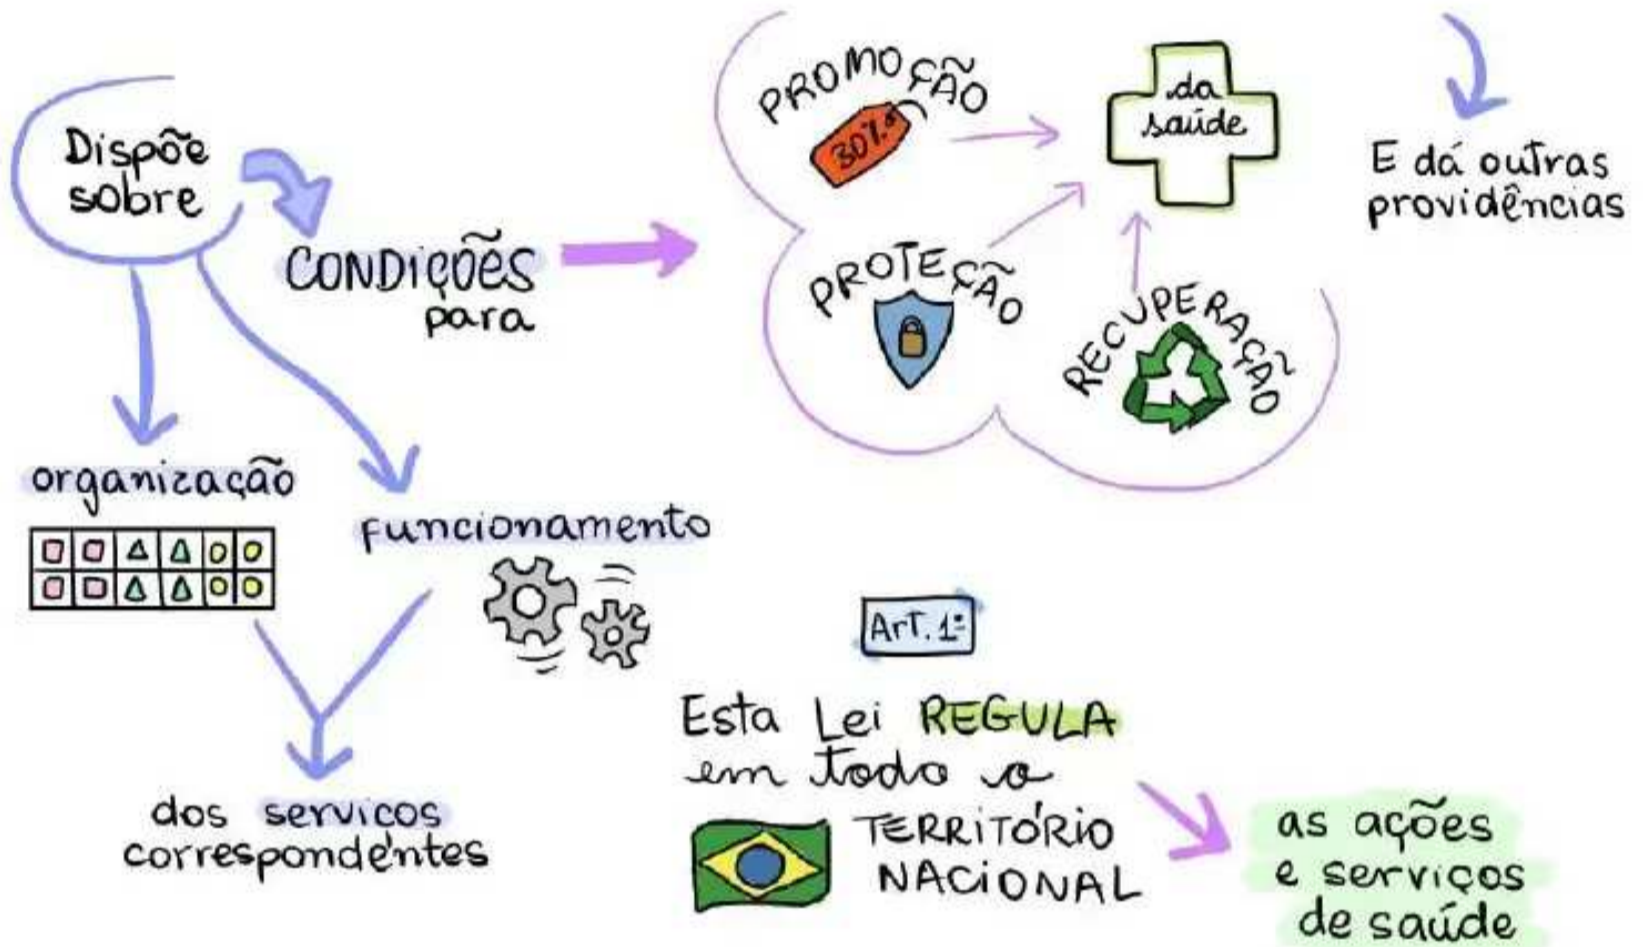 Dispõe
sobre
CONDIÇÕES
para
PROMOÇÃO
30%
da
saúde
PROTEÇÃO
RECUPERAÇÃO
E dá outras
providências
organização
funcionamento
dos serviços
correspondentes
Art. 1º
Esta Lei REGULA
em todo o
TERRITÓRIO
NACIONAL
as ações
e serviços
de saúde